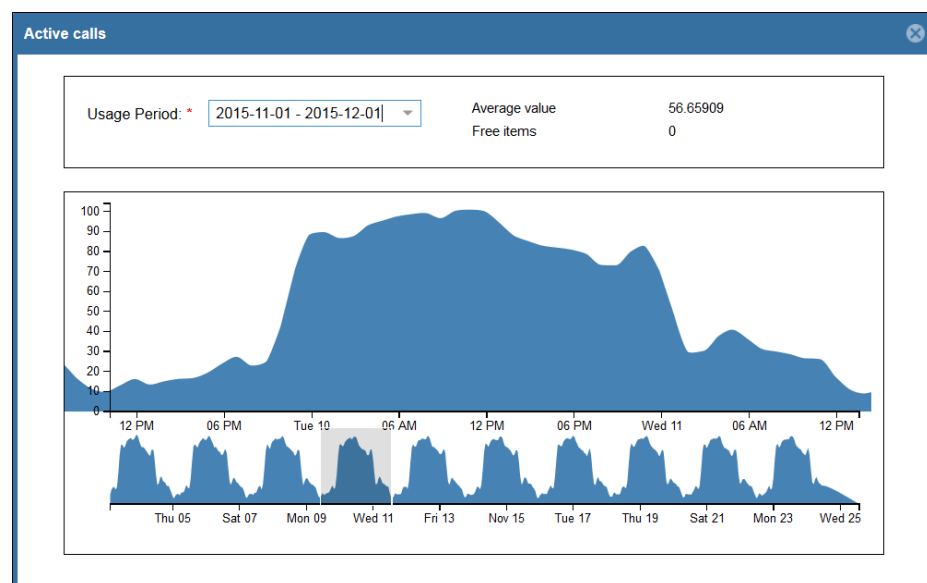 Active calls
Usage Period: * 2015-11-01 - 2015-12-01
Average value 56.65909
Free items 0
100
90
80
70
60
50
40
30
20
10
0
12 PM 06 PM Tue 10 06 AM 12 PM 06 PM Wed 11 06 AM 12 PM
Thu 05 Sat 07 Mon 09 Wed 11 Fri 13 Nov 15 Tue 17 Thu 19 Sat 21 Mon 23 Wed 25